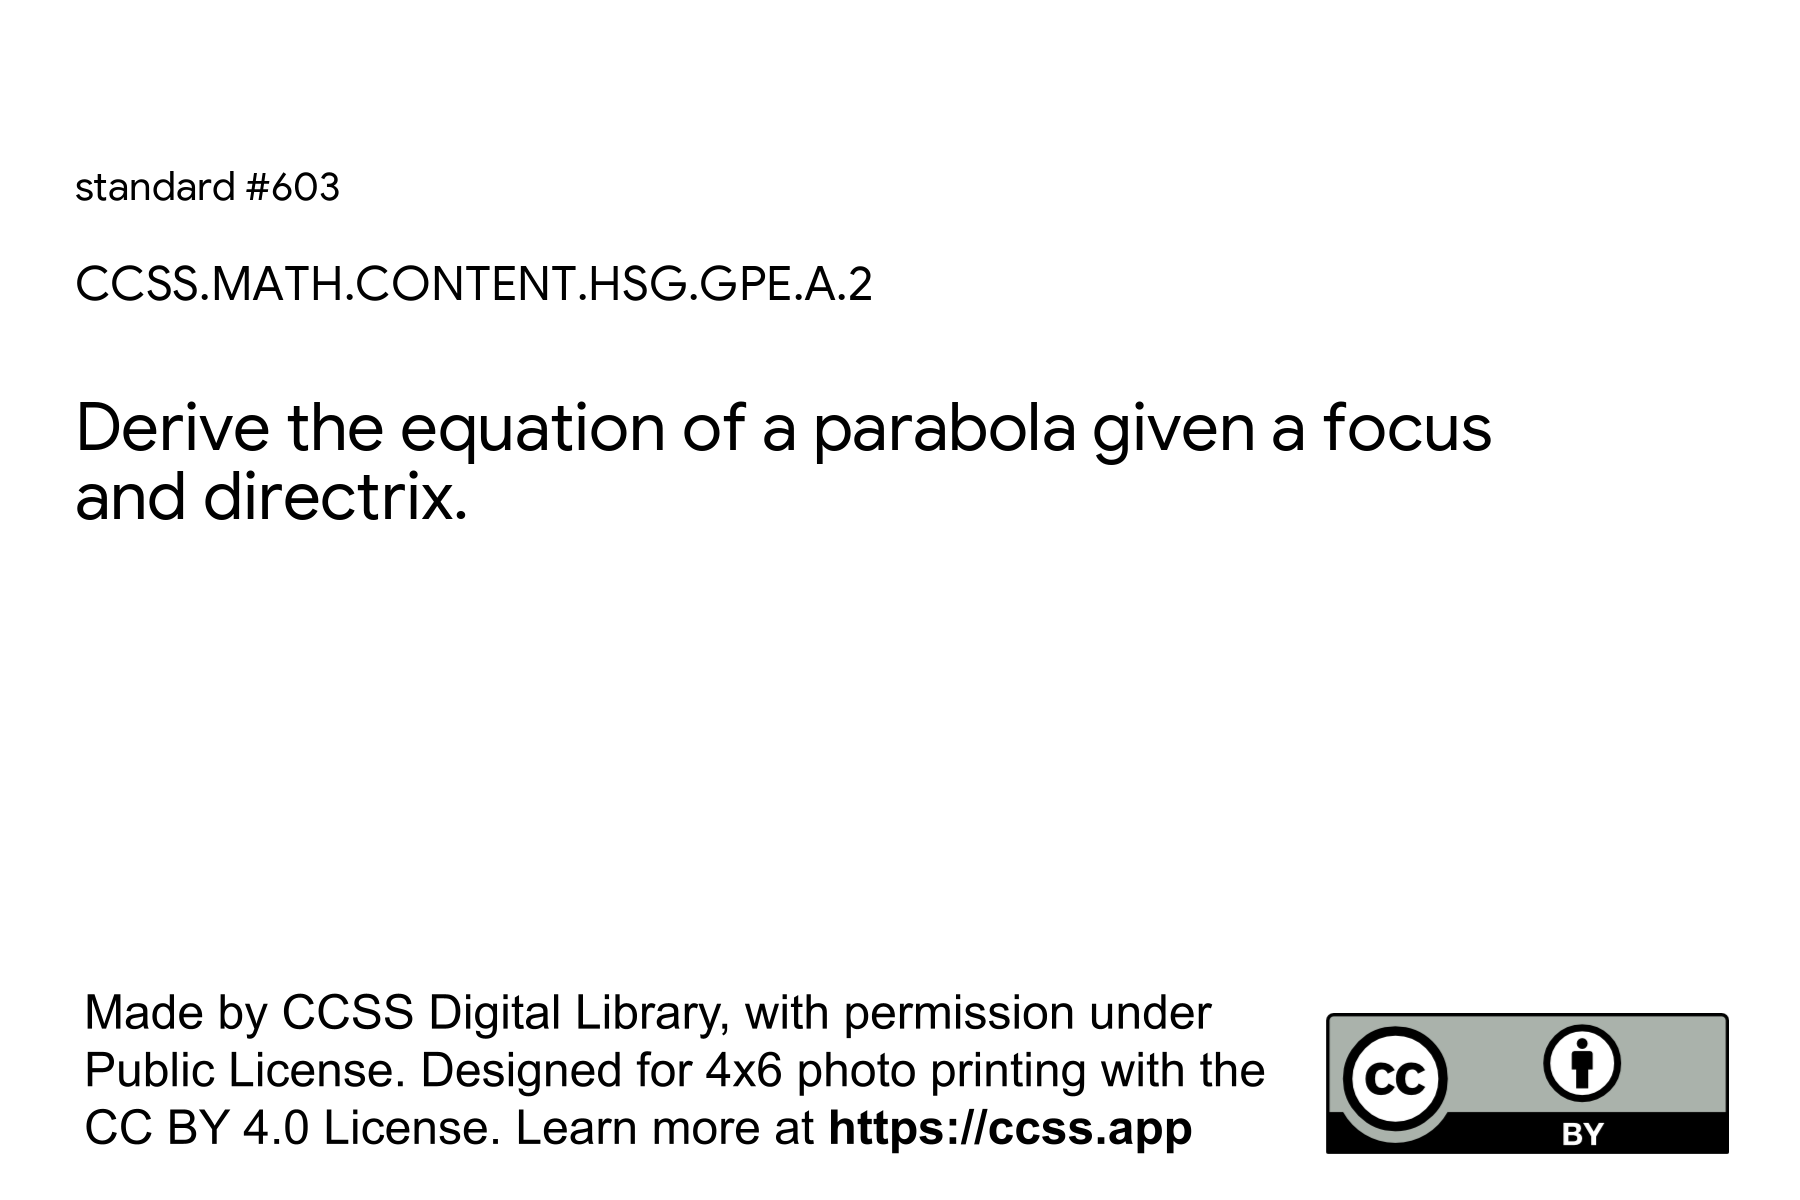 standard #603
CCSS.MATH.CONTENT.HSG.GPE.A.2
Derive the equation of a parabola given a focus
and directrix.
Made by CCSS Digital Library, with permission under
Public License. Designed for 4x6 photo printing with the
CC BY 4.0 License. Learn more at https://ccss.app
cc
BY